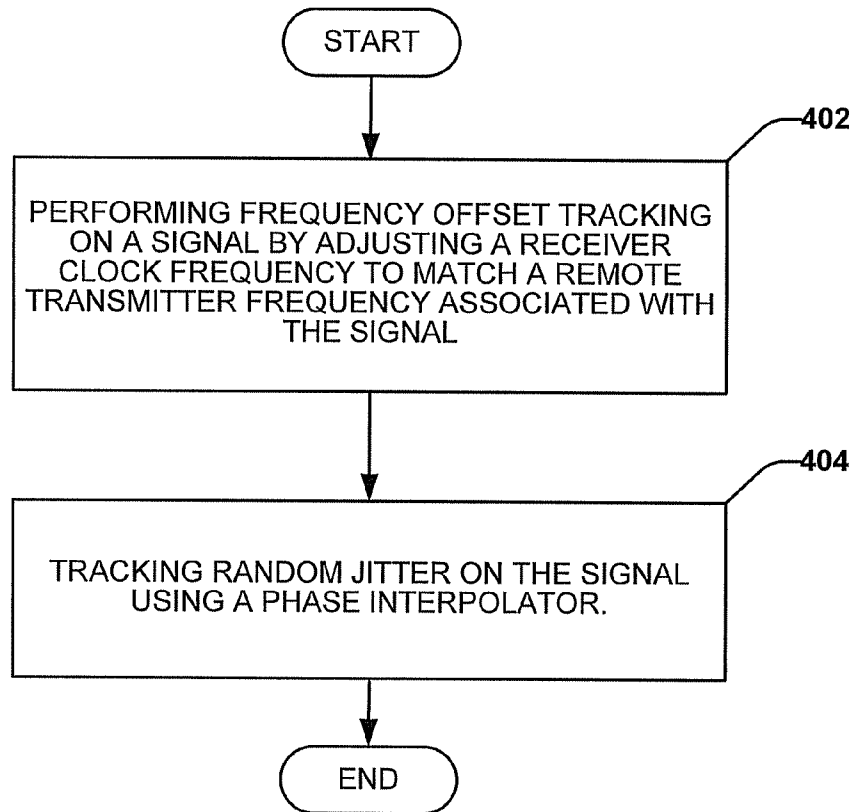 START
402
PERFORMING FREQUENCY OFFSET TRACKING
ON A SIGNAL BY ADJUSTING A RECEIVER
CLOCK FREQUENCY TO MATCH A REMOTE
TRANSMITTER FREQUENCY ASSOCIATED WITH
THE SIGNAL
404
TRACKING RANDOM JITTER ON THE SIGNAL
USING A PHASE INTERPOLATOR.
END